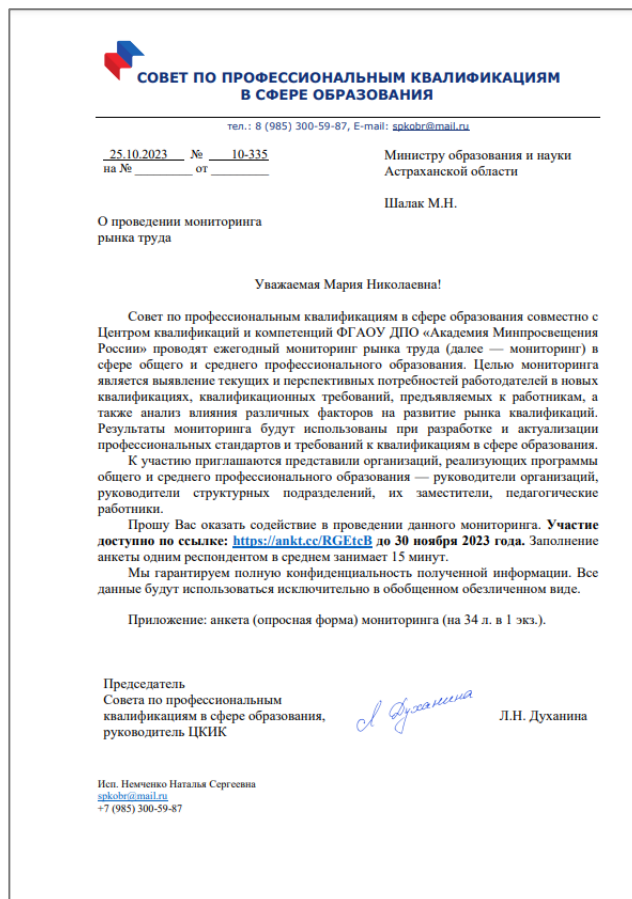 СОВЕТ ПО ПРОФЕССИОНАЛЬНЫМ КВАЛИФИКАЦИЯМ
В СФЕРЕ ОБРАЗОВАНИЯ
тел.: 8 (985) 300-59-87, E-mail: spkobr@mail.ru
25.10.2023 № 10-335
на № _________ от _________
Министру образования и науки
Астраханской области
Шалак М.Н.
О проведении мониторинга
рынка труда
Уважаемая Мария Николаевна!
Совет по профессиональным квалификациям в сфере образования совместно с
Центром квалификаций и компетенций ФГАОУ ДПО «Академия Минпросвещения
России» проводят ежегодный мониторинг рынка труда (далее — мониторинг) в
сфере общего и среднего профессионального образования. Целью мониторинга
является выявление текущих и перспективных потребностей работодателей в новых
квалификациях, квалификационных требований, предъявляемых к работникам, а
также анализ влияния различных факторов на развитие рынка квалификаций.
Результаты мониторинга будут использованы при разработке и актуализации
профессиональных стандартов и требований к квалификациям в сфере образования.
К участию приглашаются представили организаций, реализующих программы
общего и среднего профессионального образования — руководители организаций,
руководители структурных подразделений, их заместители, педагогические
работники.
Прошу Вас оказать содействие в проведении данного мониторинга. Участие
доступно по ссылке: https://ankt.cc/RGEtcB до 30 ноября 2023 года. Заполнение
анкеты одним респондентом в среднем занимает 15 минут.
Мы гарантируем полную конфиденциальность полученной информации. Все
данные будут использоваться исключительно в обобщенном обезличенном виде.
Приложение: анкета (опросная форма) мониторинга (на 34 л. в 1 экз.).
Председатель
Совета по профессиональным
квалификациям в сфере образования,
руководитель ЦКИК
Л Духанина
Л.Н. Духанина
Исп. Немченко Наталья Сергеевна
spkobr@mail.ru
+7 (985) 300-59-87